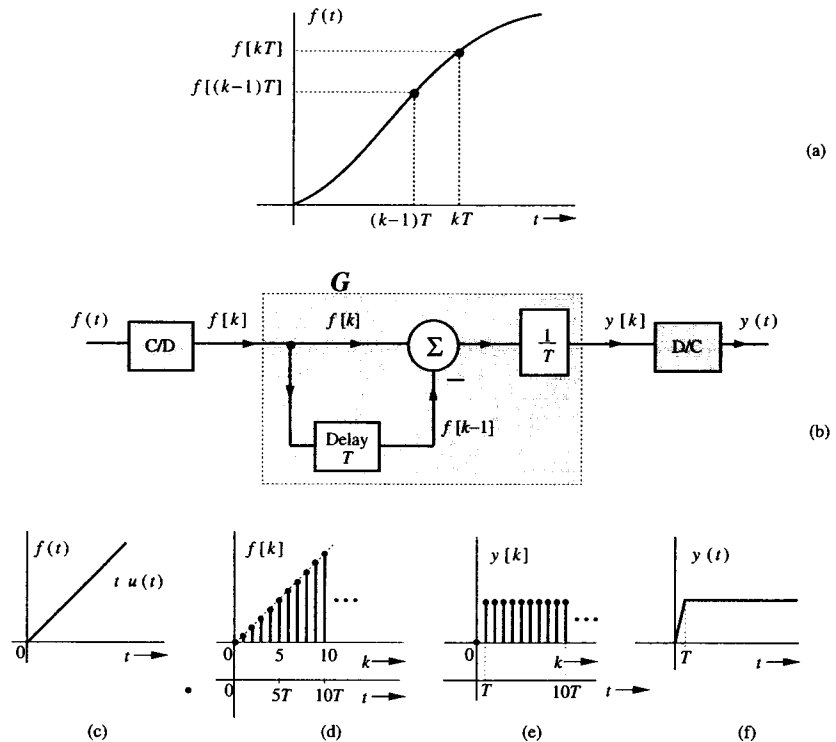 f(t)
f[kT]
f[(k−1)T]
(k−1)T kT t
(a)
G
f(t) f[k] f[k] y[k] y(t)
C/D Σ 1/T D/C
−
f[k−1]
Delay
T
(b)
f(t) f[k] y[k] y(t)
t u(t)
... ...
0 t 0 5 10 k 0 k T t
0 5T 10T t T 10T t
(c) (d) (e) (f)